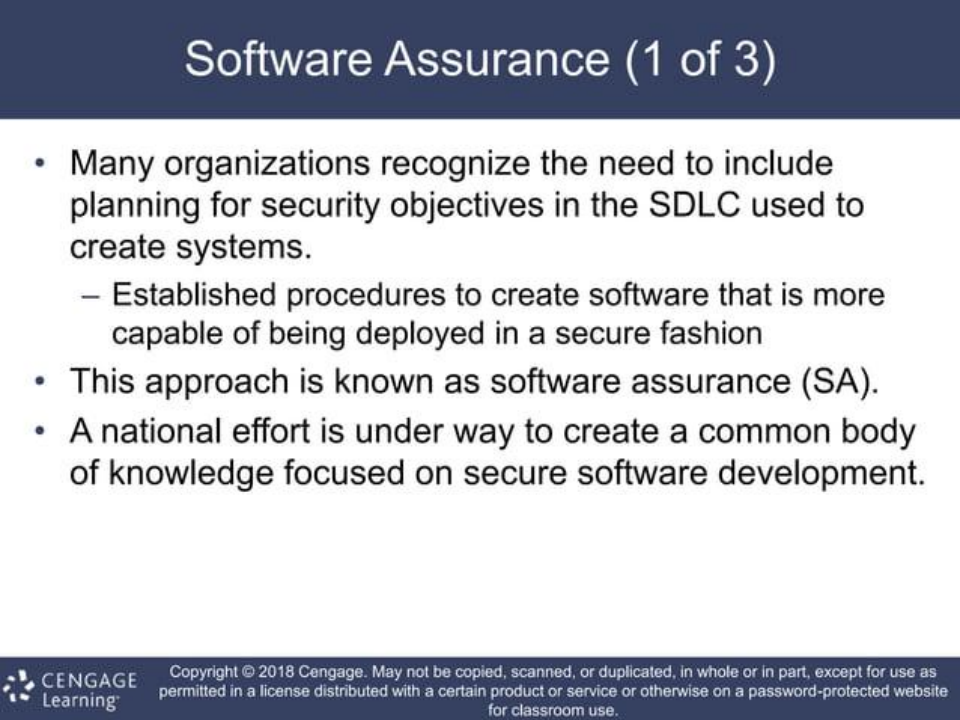 Software Assurance (1 of 3)
• Many organizations recognize the need to include
planning for security objectives in the SDLC used to
create systems.
– Established procedures to create software that is more
capable of being deployed in a secure fashion
• This approach is known as software assurance (SA).
• A national effort is under way to create a common body
of knowledge focused on secure software development.
CENGAGE
Learning™
Copyright © 2018 Cengage. May not be copied, scanned, or duplicated, in whole or in part, except for use as
permitted in a license distributed with a certain product or service or otherwise on a password-protected website
for classroom use.